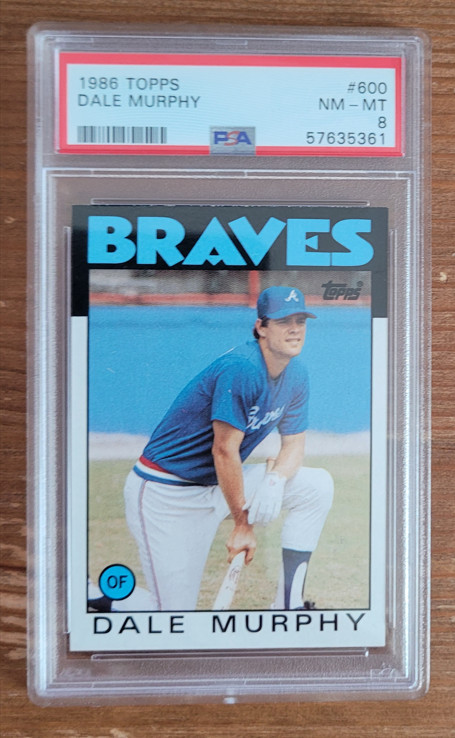 1986 TOPPS #600
DALE MURPHY NM - MT
8
PSA 57635361
BRAVES
Topps
A
Braves
OF
DALE MURPHY